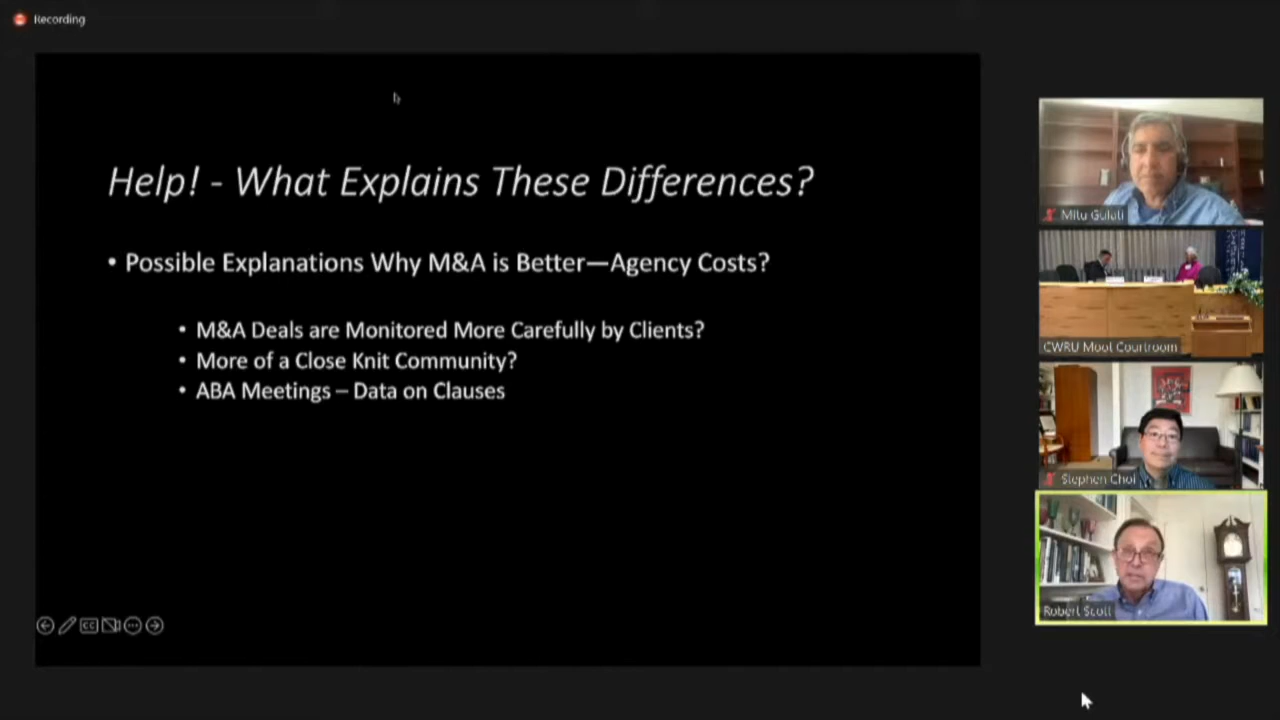 Recording
Help! - What Explains These Differences?
• Possible Explanations Why M&A is Better—Agency Costs?
• M&A Deals are Monitored More Carefully by Clients?
• More of a Close Knit Community?
• ABA Meetings – Data on Clauses
CC
Mitu Gulati
CWRU Moot Courtroom
Stephen Choi
Robert Scott